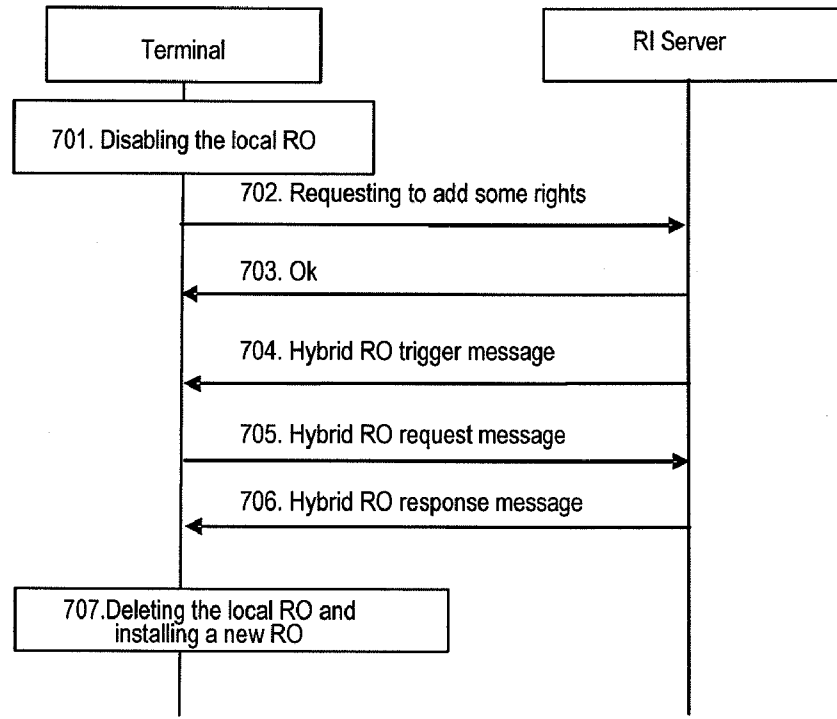 Terminal
RI Server
701. Disabling the local RO
702. Requesting to add some rights
703. Ok
704. Hybrid RO trigger message
705. Hybrid RO request message
706. Hybrid RO response message
707.Deleting the local RO and
installing a new RO